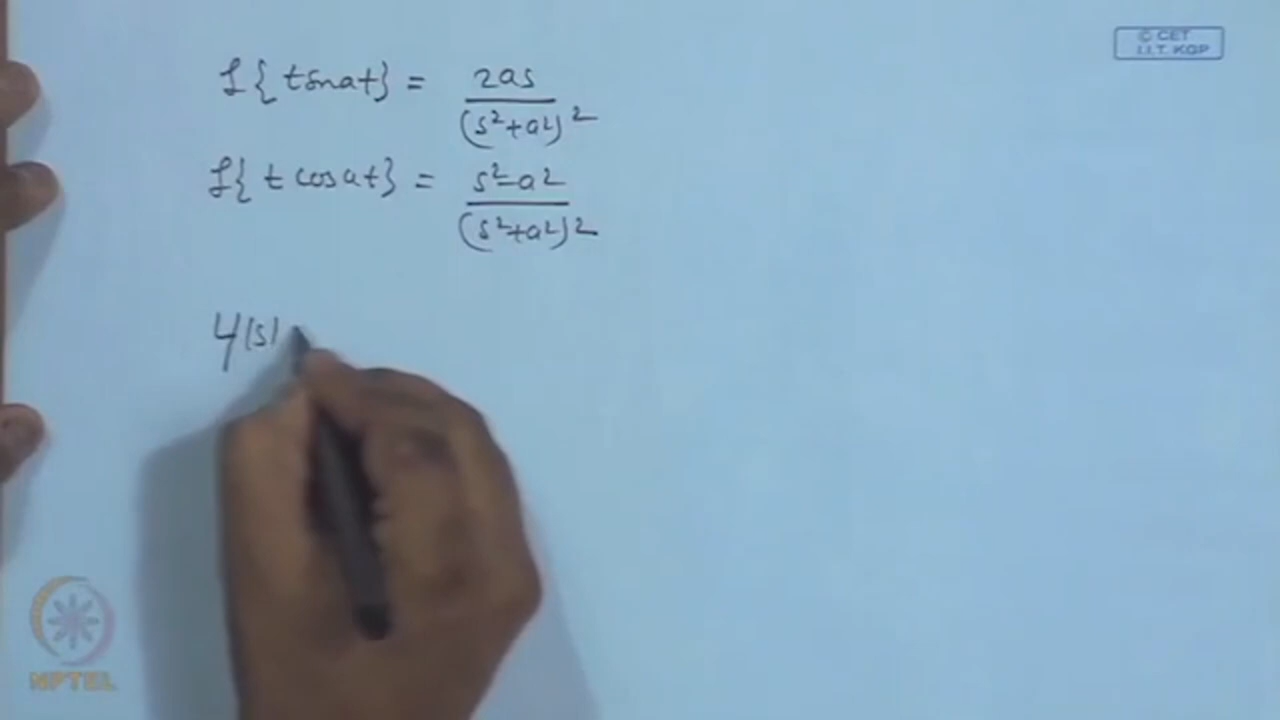 © CET
I.I.T. KGP
L{ t sin at} = 2as / (s²+a²)²
L{ t cos at} = s²-a² / (s²+a²)²
Y(s)
NPTEL